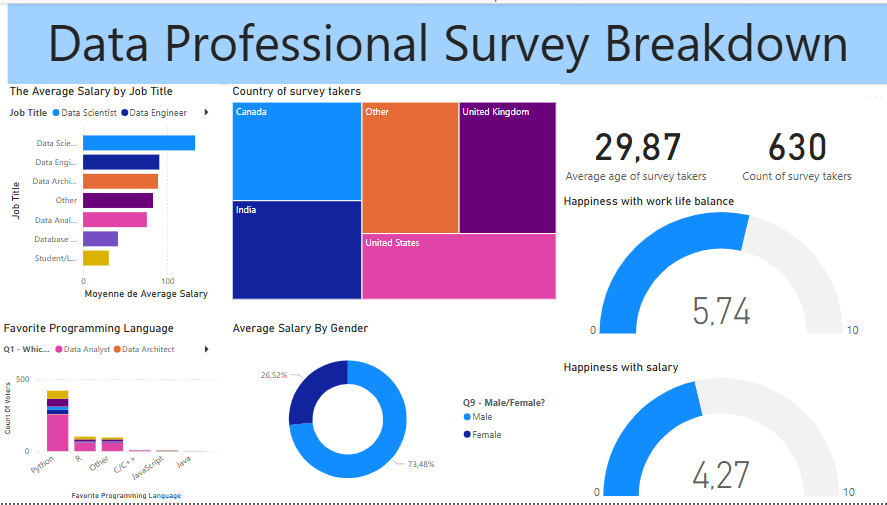 Data Professional Survey Breakdown
The Average Salary by Job Title
Job Title Data Scientist Data Engineer
Job Title
Data Scie...
Data Engi...
Data Archi...
Other
Data Anal...
Database ...
Student/L...
0 100
Moyenne de Average Salary
Country of survey takers
Canada
Other
United Kingdom
India
United States
29,87
Average age of survey takers
630
Count of survey takers
Happiness with work life balance
5,74
0 10
Favorite Programming Language
Q1 - Whic... Data Analyst Data Architect
Count Of Voters
500
0
Python R Other C/C++ JavaScript Java
Favorite Programming Language
Average Salary By Gender
26,52%
73,48%
Q9 - Male/Female?
Male
Female
Happiness with salary
4,27
0 10